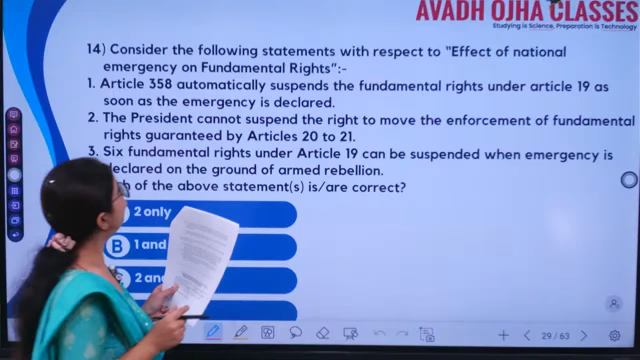 AVADH OJHA CLASSES
Studying is Science, Preparation is Technology
14) Consider the following statements with respect to "Effect of national
emergency on Fundamental Rights":-
1. Article 358 automatically suspends the fundamental rights under article 19 as
soon as the emergency is declared.
2. The President cannot suspend the right to move the enforcement of fundamental
rights guaranteed by Articles 20 to 21.
3. Six fundamental rights under Article 19 can be suspended when emergency is
declared on the ground of armed rebellion.
of the above statement(s) is/are correct?
2 only
B 1 and
2 an
29 / 63